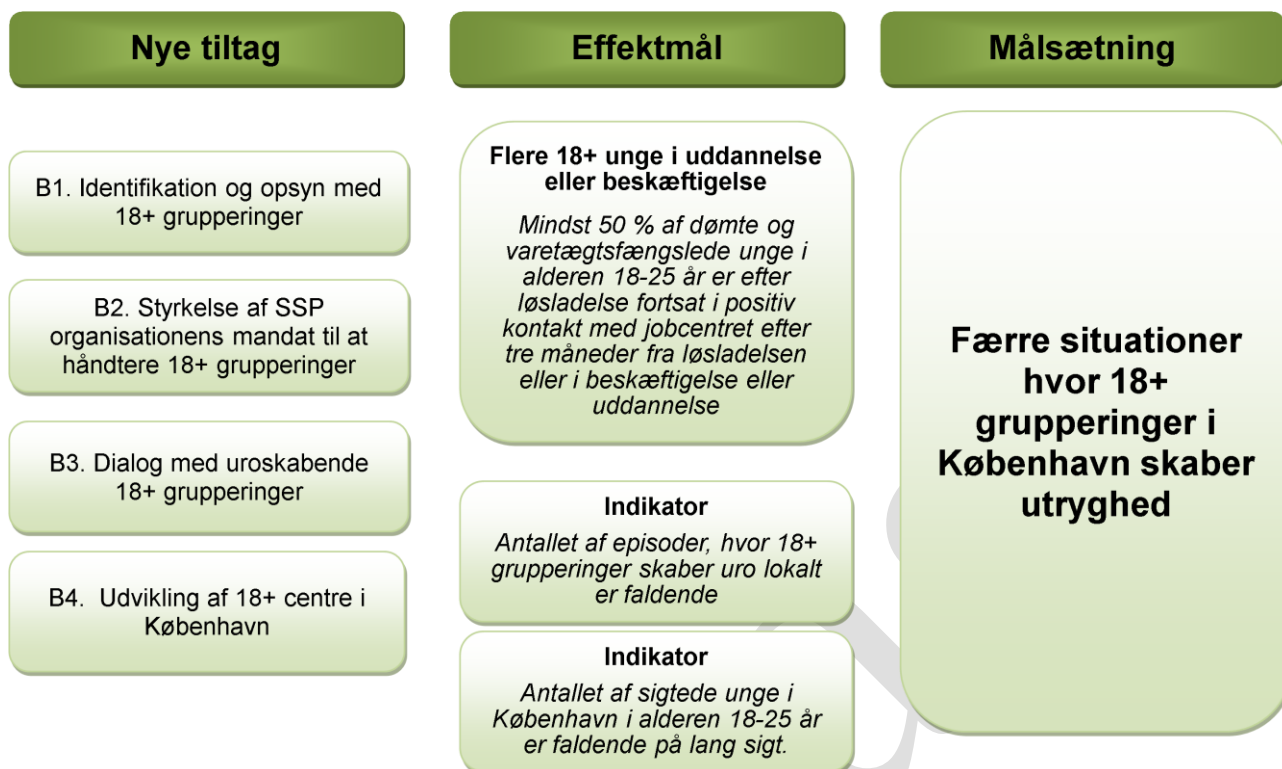 Nye tiltag
B1. Identifikation og opsyn med
18+ grupperinger
B2. Styrkelse af SSP
organisationens mandat til at
håndtere 18+ grupperinger
B3. Dialog med uroskabende
18+ grupperinger
B4.  Udvikling af 18+ centre i
København
Effektmål
Flere 18+ unge i uddannelse
eller beskæftigelse
Mindst 50 % af dømte og
varetægtsfængslede unge i
alderen 18-25 år er efter
løsladelse fortsat i positiv
kontakt med jobcentret efter
tre måneder fra løsladelsen
eller i beskæftigelse eller
uddannelse
Indikator
Antallet af episoder, hvor 18+
grupperinger skaber uro lokalt
er faldende
Indikator
Antallet af sigtede unge i
København i alderen 18-25 år
er faldende på lang sigt.
Målsætning
Færre situationer
hvor 18+
grupperinger i
København skaber
utryghed